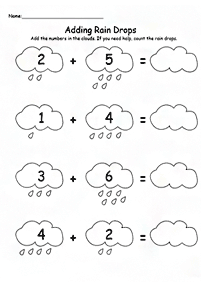 Name:
Adding Rain Drops
Add the numbers in the clouds. If you read help, count the rain drops.
2 + 5 =
1 + 4 =
3 + 6 =
4 + 2 =